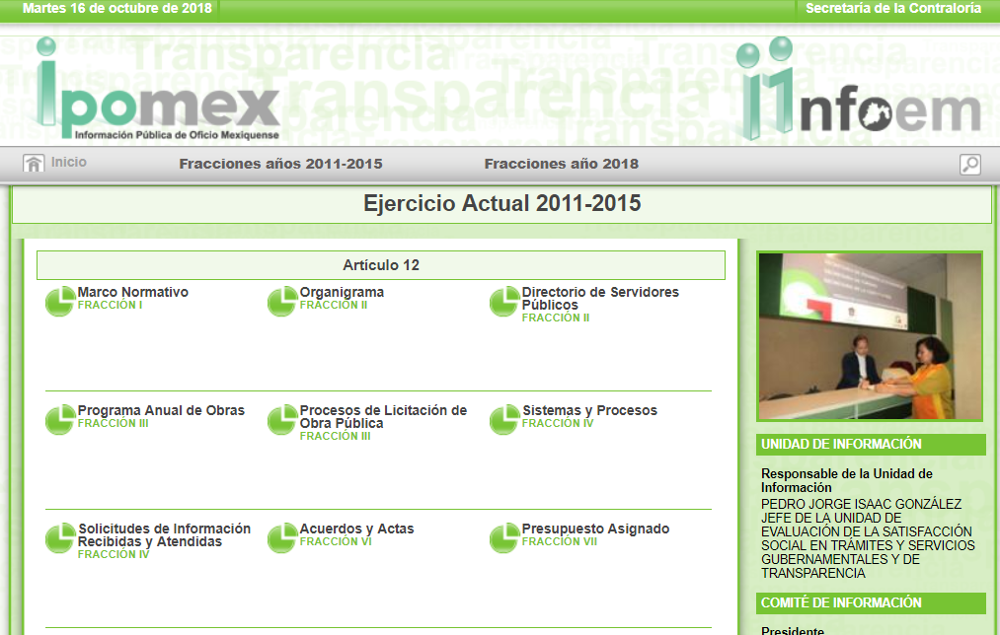 Martes 16 de octubre de 2018
Secretaría de la Contraloría
Ipomex
Información Pública de Oficio Mexiquense
Infoem
Inicio
Fracciones años 2011-2015
Fracciones año 2018
Ejercicio Actual 2011-2015
Artículo 12
Marco Normativo
FRACCIÓN I
Organigrama
FRACCIÓN II
Directorio de Servidores
Públicos
FRACCIÓN II
Programa Anual de Obras
FRACCIÓN III
Procesos de Licitación de
Obra Pública
FRACCIÓN III
Sistemas y Procesos
FRACCIÓN IV
Solicitudes de Información
Recibidas y Atendidas
FRACCIÓN IV
Acuerdos y Actas
FRACCIÓN VI
Presupuesto Asignado
FRACCIÓN VII
UNIDAD DE INFORMACIÓN
Responsable de la Unidad de
Información
PEDRO JORGE ISAAC GONZÁLEZ
JEFE DE LA UNIDAD DE
EVALUACIÓN DE LA SATISFACCIÓN
SOCIAL EN TRÁMITES Y SERVICIOS
GUBERNAMENTALES Y DE
TRANSPARENCIA
COMITÉ DE INFORMACIÓN
Presidente